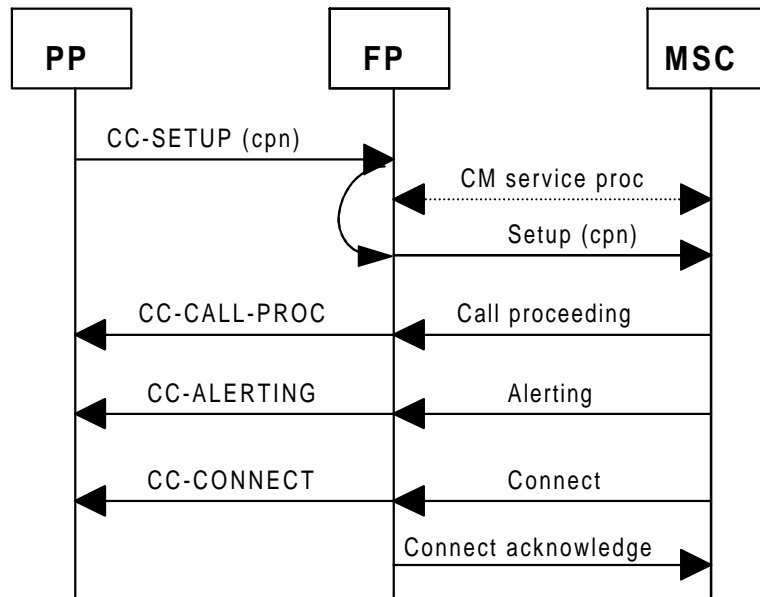 PP FP MSC
CC-SETUP (cpn)
CM service proc
Setup (cpn)
CC-CALL-PROC Call proceeding
CC-ALERTING Alerting
CC-CONNECT Connect
Connect acknowledge